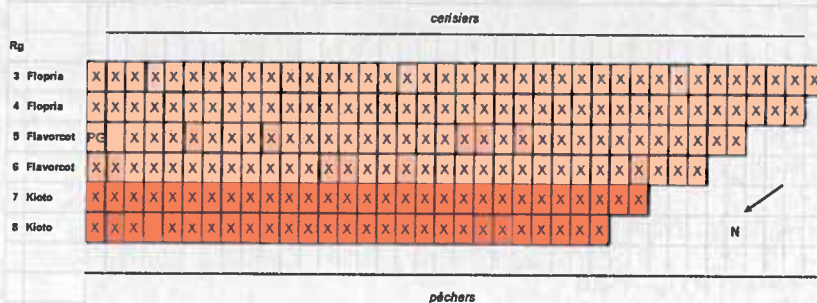 cerisiers
Rg
3 Flopria X X X X X X X X X X X X X X X X X X X X X X X X X X X X X X X X X X X X X X
4 Flopria X X X X X X X X X X X X X X X X X X X X X X X X X X X X X X X X X X X X X
5 Flavorcot PG X X X X X X X X X X X X X X X X X X X X X X X X X X X X X X X X
6 Flavorcot X X X X X X X X X X X X X X X X X X X X X X X X X X X X X X X X
7 Kioto X X X X X X X X X X X X X X X X X X X X X X X X X X X X X
8 Kioto X X X X X X X X X X X X X X X X X X X X X X X X X X
N
pêchers